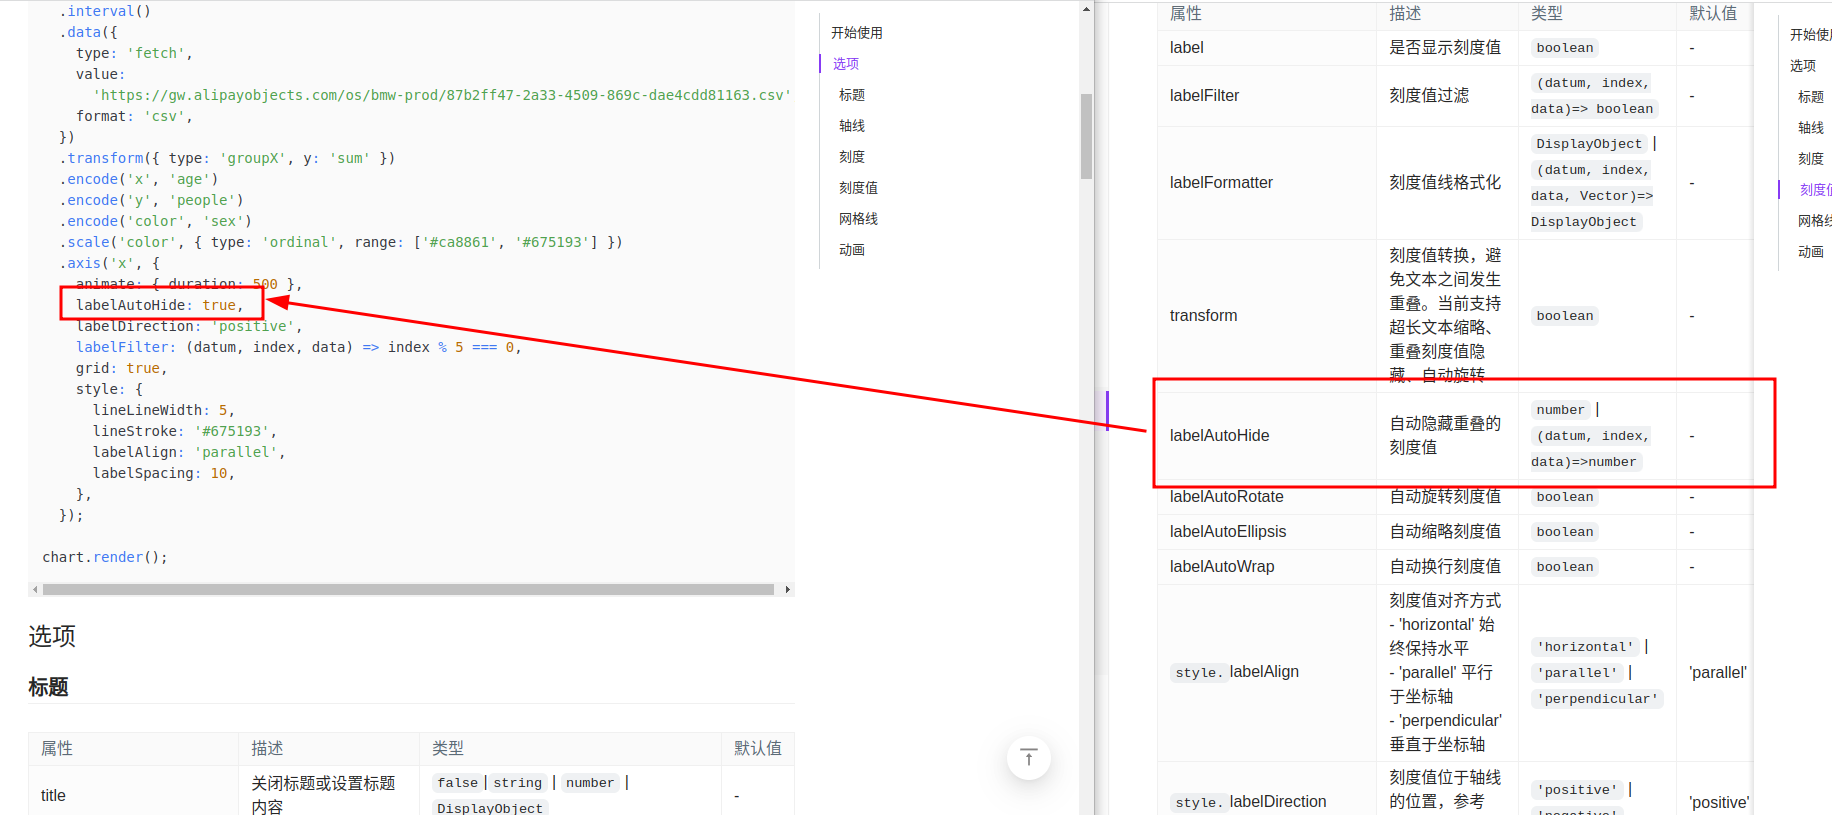 .interval()
.data({
type: 'fetch',
value:
'https://gw.alipayobjects.com/os/bmw-prod/87b2ff47-2a33-4509-869c-dae4cdd81163.csv'
format: 'csv',
})
.transform({ type: 'groupX', y: 'sum' })
.encode('x', 'age')
.encode('y', 'people')
.encode('color', 'sex')
.scale('color', { type: 'ordinal', range: ['#ca8861', '#675193'] })
.axis('x', {
animate: { duration: 500 },
labelAutoHide: true,
labelDirection: 'positive',
labelFilter: (datum, index, data) => index % 5 === 0,
grid: true,
style: {
lineLineWidth: 5,
lineStroke: '#675193',
labelAlign: 'parallel',
labelSpacing: 10,
},
});
chart.render();
选项
标题
属性 描述 类型 默认值
title 关闭标题或设置标题内容 false | string | number |
DisplayObject -
开始使用
选项
标题
轴线
刻度
刻度值
网格线
动画
属性 描述 类型 默认值
label 是否显示刻度值 boolean -
labelFilter 刻度值过滤 (datum, index,
data)=> boolean -
labelFormatter 刻度值线格式化 DisplayObject |
(datum, index,
data, Vector)=>
DisplayObject -
transform 刻度值转换，避
免文本之间发生
重叠。当前支持
超长文本缩略、
重叠刻度值隐
藏、自动旋转 boolean -
labelAutoHide 自动隐藏重叠的
刻度值 number |
(datum, index,
data)=>number -
labelAutoRotate 自动旋转刻度值 boolean -
labelAutoEllipsis 自动缩略刻度值 boolean -
labelAutoWrap 自动换行刻度值 boolean -
style.labelAlign 刻度值对齐方式
- 'horizontal' 始
终保持水平
- 'parallel' 平行
于坐标轴
- 'perpendicular'
垂直于坐标轴 'horizontal' |
'parallel' |
'perpendicular' 'parallel'
style.labelDirection 刻度值位于轴线
的位置，参考 'positive' |
'negative' 'positive'
开始使
选项
标题
轴线
刻度
刻度值
网格线
动画